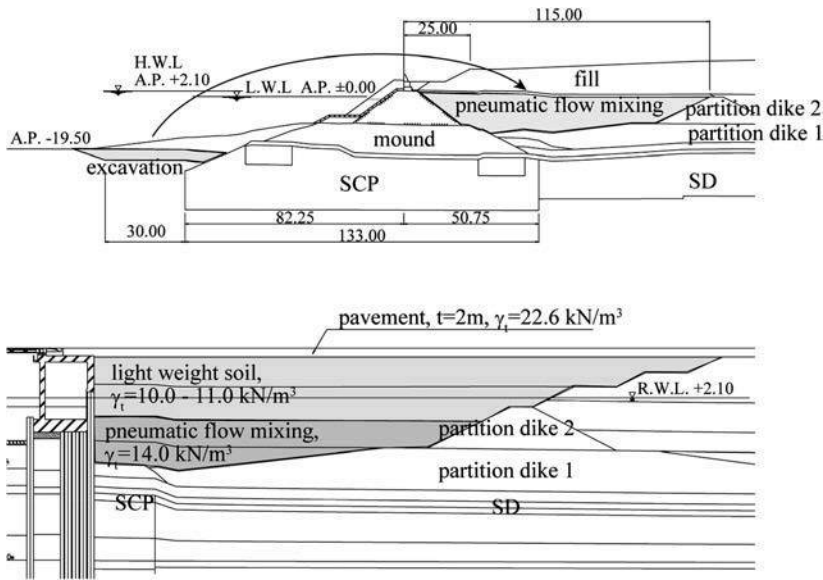 115.00
25.00
H.W.L
A.P. +2.10
L.W.L A.P. ±0.00
fill
pneumatic flow mixing
partition dike 2
A.P. -19.50
partition dike 1
mound
excavation
SCP
SD
82.25
50.75
30.00
133.00
pavement, t=2m, γt=22.6 kN/m³
light weight soil,
γt=10.0 - 11.0 kN/m³
R.W.L. +2.10
pneumatic flow mixing,
γt=14.0 kN/m³
partition dike 2
partition dike 1
SCP
SD